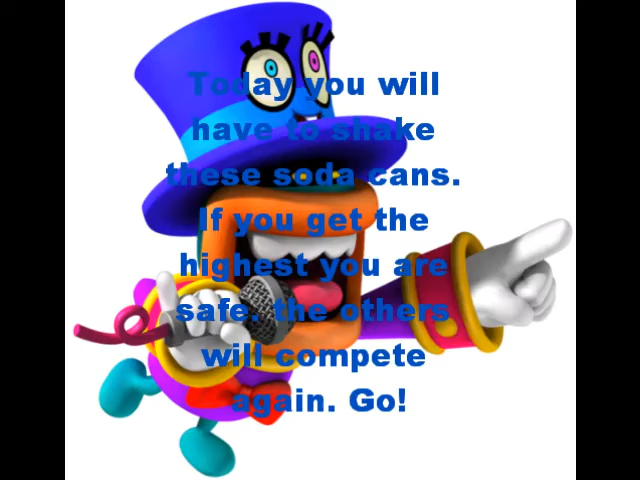 Today you will
have to shake
these soda cans.
If you get the
highest you are
safe. the others
will compete
again. Go!